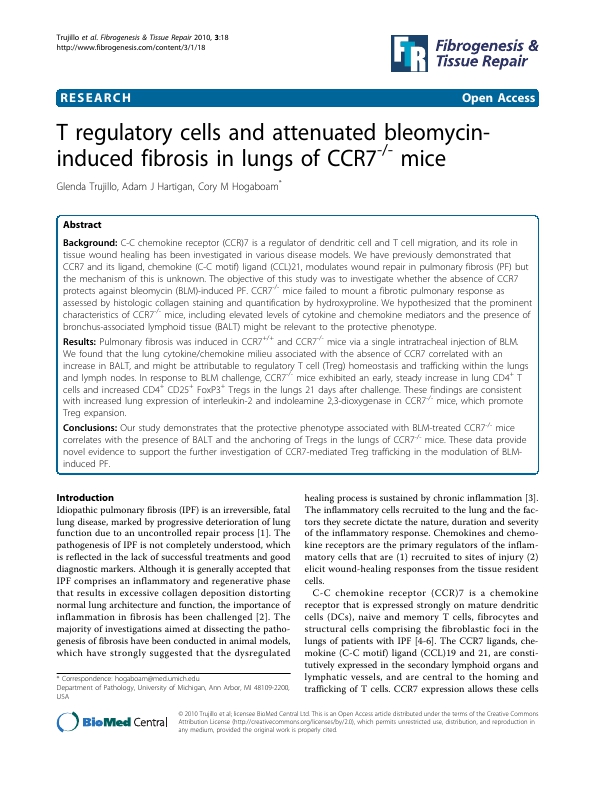 Trujillo et al. Fibrogenesis & Tissue Repair 2010, 3:18
http://www.fibrogenesis.com/content/3/1/18
FTR
Fibrogenesis &
Tissue Repair
RESEARCH
Open Access
T regulatory cells and attenuated bleomycin-
induced fibrosis in lungs of CCR7-/- mice
Glenda Trujillo, Adam J Hartigan, Cory M Hogaboam*
Abstract
Background: C-C chemokine receptor (CCR)7 is a regulator of dendritic cell and T cell migration, and its role in
tissue wound healing has been investigated in various disease models. We have previously demonstrated that
CCR7 and its ligand, chemokine (C-C motif) ligand (CCL)21, modulates wound repair in pulmonary fibrosis (PF) but
the mechanism of this is unknown. The objective of this study was to investigate whether the absence of CCR7
protects against bleomycin (BLM)-induced PF. CCR7-/- mice failed to mount a fibrotic pulmonary response as
assessed by histologic collagen staining and quantification by hydroxyproline. We hypothesized that the prominent
characteristics of CCR7-/- mice, including elevated levels of cytokine and chemokine mediators and the presence of
bronchus-associated lymphoid tissue (BALT) might be relevant to the protective phenotype.
Results: Pulmonary fibrosis was induced in CCR7+/+ and CCR7-/- mice via a single intratracheal injection of BLM.
We found that the lung cytokine/chemokine milieu associated with the absence of CCR7 correlated with an
increase in BALT, and might be attributable to regulatory T cell (Treg) homeostasis and trafficking within the lungs
and lymph nodes. In response to BLM challenge, CCR7-/- mice exhibited an early, steady increase in lung CD4+ T
cells and increased CD4+ CD25+ FoxP3+ Tregs in the lungs 21 days after challenge. These findings are consistent
with increased lung expression of interleukin-2 and indoleamine 2,3-dioxygenase in CCR7-/- mice, which promote
Treg expansion.
Conclusions: Our study demonstrates that the protective phenotype associated with BLM-treated CCR7-/- mice
correlates with the presence of BALT and the anchoring of Tregs in the lungs of CCR7-/- mice. These data provide
novel evidence to support the further investigation of CCR7-mediated Treg trafficking in the modulation of BLM-
induced PF.
Introduction
Idiopathic pulmonary fibrosis (IPF) is an irreversible, fatal
lung disease, marked by progressive deterioration of lung
function due to an uncontrolled repair process [1]. The
pathogenesis of IPF is not completely understood, which
is reflected in the lack of successful treatments and good
diagnostic markers. Although it is generally accepted that
IPF comprises an inflammatory and regenerative phase
that results in excessive collagen deposition distorting
normal lung architecture and function, the importance of
inflammation in fibrosis has been challenged [2]. The
majority of investigations aimed at dissecting the patho-
genesis of fibrosis have been conducted in animal models,
which have strongly suggested that the dysregulated
healing process is sustained by chronic inflammation [3].
The inflammatory cells recruited to the lung and the fac-
tors they secrete dictate the nature, duration and severity
of the inflammatory response. Chemokines and chemo-
kine receptors are the primary regulators of the inflam-
matory cells that are (1) recruited to sites of injury (2)
elicit wound-healing responses from the tissue resident
cells.
C-C chemokine receptor (CCR)7 is a chemokine
receptor that is expressed strongly on mature dendritic
cells (DCs), naive and memory T cells, fibrocytes and
structural cells comprising the fibroblastic foci in the
lungs of patients with IPF [4-6]. The CCR7 ligands, che-
mokine (C-C motif) ligand (CCL)19 and 21, are consti-
tutively expressed in the secondary lymphoid organs and
lymphatic vessels, and are central to the homing and
trafficking of T cells. CCR7 expression allows these cells
* Correspondence: hogaboam@med.umich.edu
Department of Pathology, University of Michigan, Ann Arbor, MI 48109-2200,
USA
BioMed Central
© 2010 Trujillo et al; licensee BioMed Central Ltd. This is an Open Access article distributed under the terms of the Creative Commons
Attribution License (http://creativecommons.org/licenses/by/2.0), which permits unrestricted use, distribution, and reproduction in
any medium, provided the original work is properly cited.